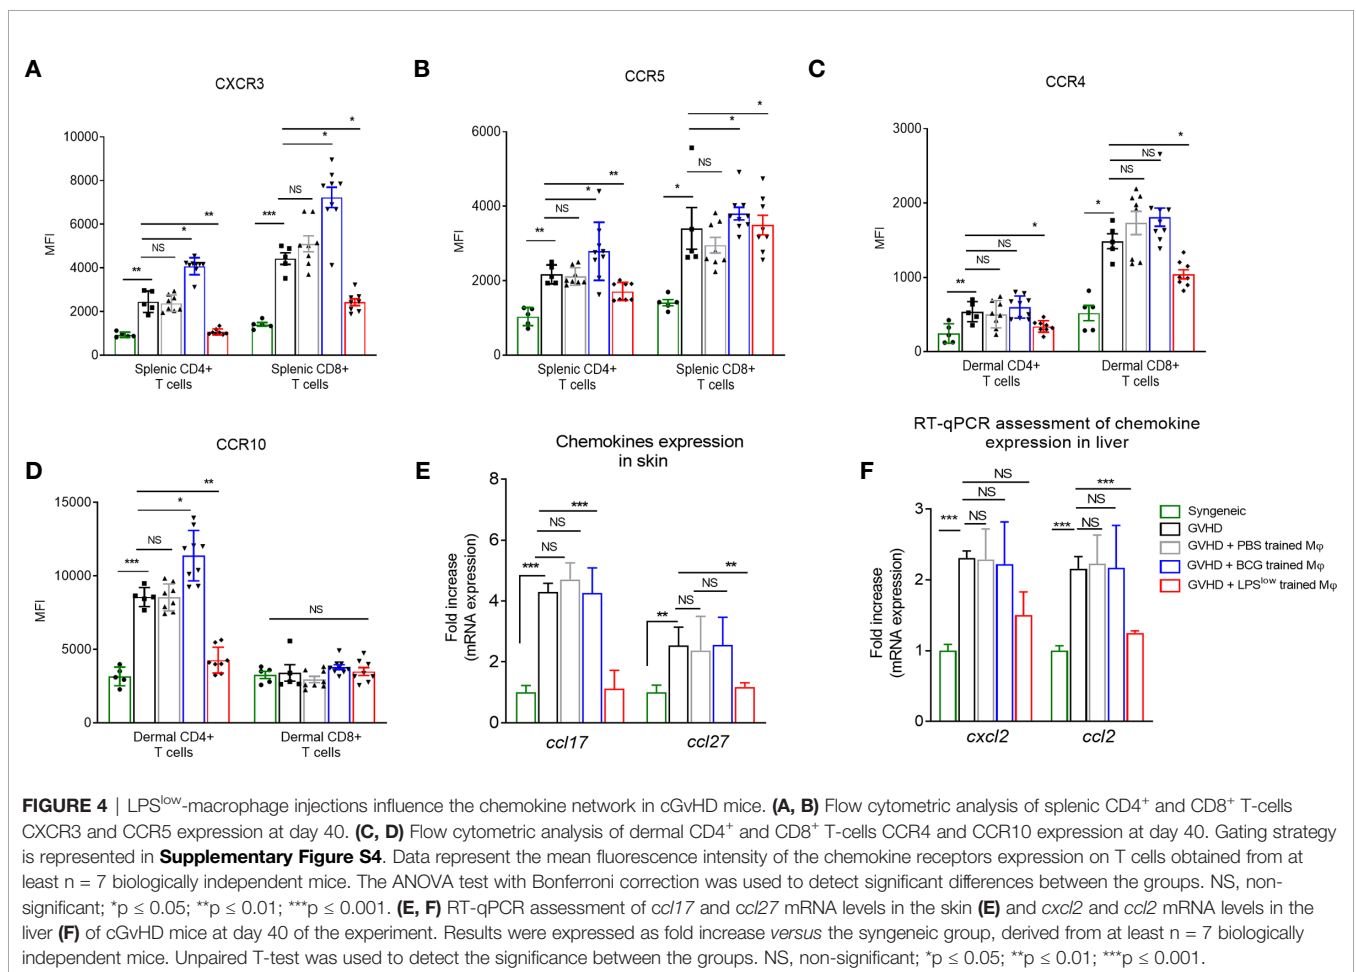 A
CXCR3
MFI
10000
8000
6000
4000
2000
0
**
NS
*
**
***
NS
*
*
Splenic CD4+
T cells
Splenic CD8+
T cells
B
CCR5
MFI
6000
4000
2000
0
**
NS
*
**
*
NS
*
*
Splenic CD4+
T cells
Splenic CD8+
T cells
C
CCR4
MFI
3000
2000
1000
0
**
NS
NS
*
*
NS
NS
*
Dermal CD4+
T cells
Dermal CD8+
T cells
D
CCR10
MFI
15000
10000
5000
0
***
NS
*
**
NS
Dermal CD4+
T cells
Dermal CD8+
T cells
E
Chemokines expression
in skin
Fold increase
(mRNA expression)
8
6
4
2
0
***
NS
NS
***
**
NS
NS
**
ccl17
ccl27
F
RT-qPCR assessment of chemokine
expression in liver
Fold increase
(mRNA expression)
3
2
1
0
***
NS
NS
NS
***
NS
NS
***
cxcl2
ccl2
Syngeneic
GVHD
GVHD + PBS trained Mφ
GVHD + BCG trained Mφ
GVHD + LPSlow trained Mφ
FIGURE 4 | LPSlow-macrophage injections influence the chemokine network in cGvHD mice. (A, B) Flow cytometric analysis of splenic CD4+ and CD8+ T-cells
CXCR3 and CCR5 expression at day 40. (C, D) Flow cytometric analysis of dermal CD4+ and CD8+ T-cells CCR4 and CCR10 expression at day 40. Gating strategy
is represented in Supplementary Figure S4. Data represent the mean fluorescence intensity of the chemokine receptors expression on T cells obtained from at
least n = 7 biologically independent mice. The ANOVA test with Bonferroni correction was used to detect significant differences between the groups. NS, non-
significant; *p ≤ 0.05; **p ≤ 0.01; ***p ≤ 0.001. (E, F) RT-qPCR assessment of ccl17 and ccl27 mRNA levels in the skin (E) and cxcl2 and ccl2 mRNA levels in the
liver (F) of cGvHD mice at day 40 of the experiment. Results were expressed as fold increase versus the syngeneic group, derived from at least n = 7 biologically
independent mice. Unpaired T-test was used to detect the significance between the groups. NS, non-significant; *p ≤ 0.05; **p ≤ 0.01; ***p ≤ 0.001.